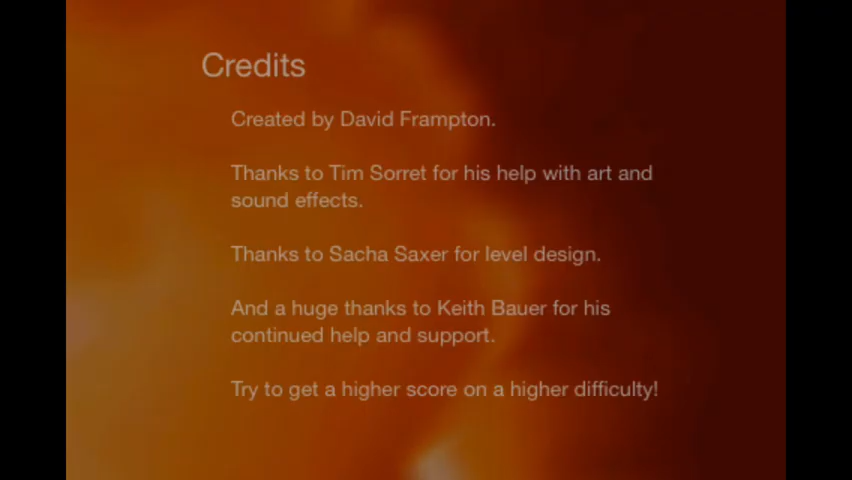 Credits
Created by David Frampton.
Thanks to Tim Sorret for his help with art and
sound effects.
Thanks to Sacha Saxer for level design.
And a huge thanks to Keith Bauer for his
continued help and support.
Try to get a higher score on a higher difficulty!